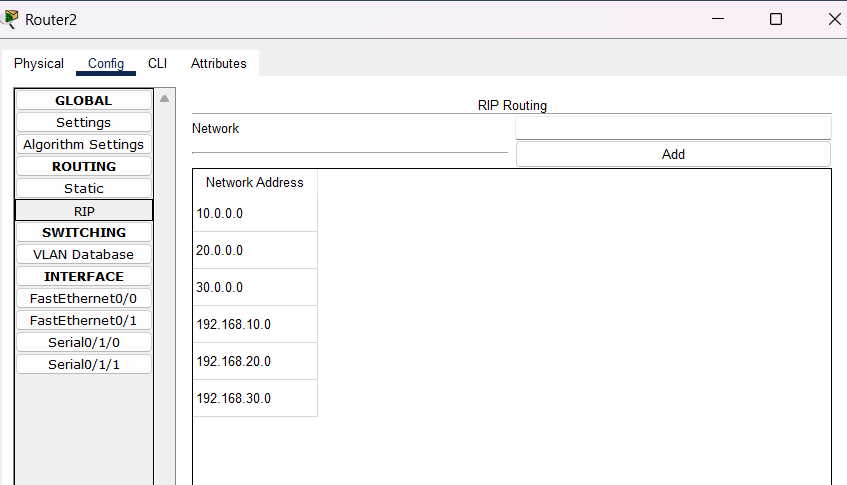 Router2
Physical Config CLI Attributes
GLOBAL
Settings
Algorithm Settings
ROUTING
Static
RIP
SWITCHING
VLAN Database
INTERFACE
FastEthernet0/0
FastEthernet0/1
Serial0/1/0
Serial0/1/1
RIP Routing
Network
Add
Network Address
10.0.0.0
20.0.0.0
30.0.0.0
192.168.10.0
192.168.20.0
192.168.30.0